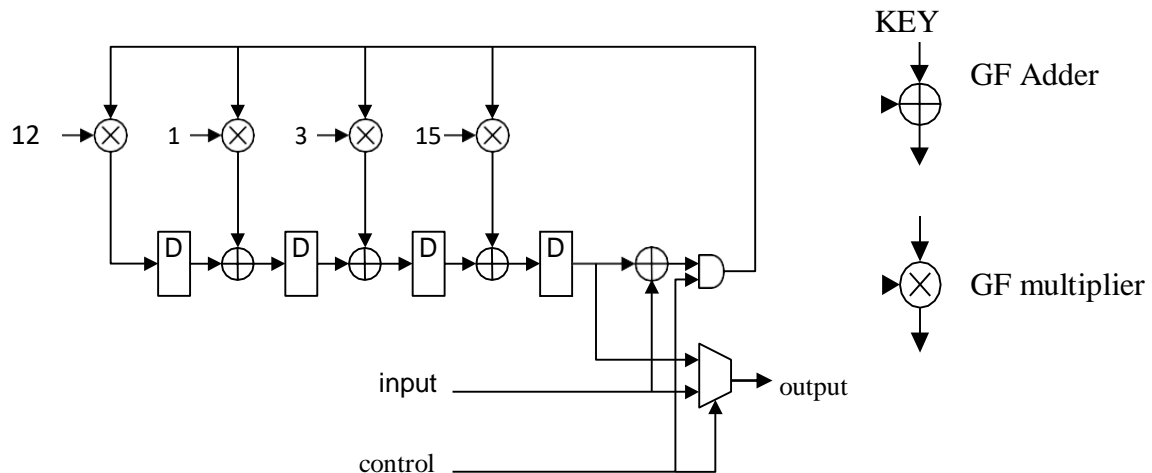 KEY
GF Adder
12 1 3 15
D D D D
GF multiplier
input
output
control